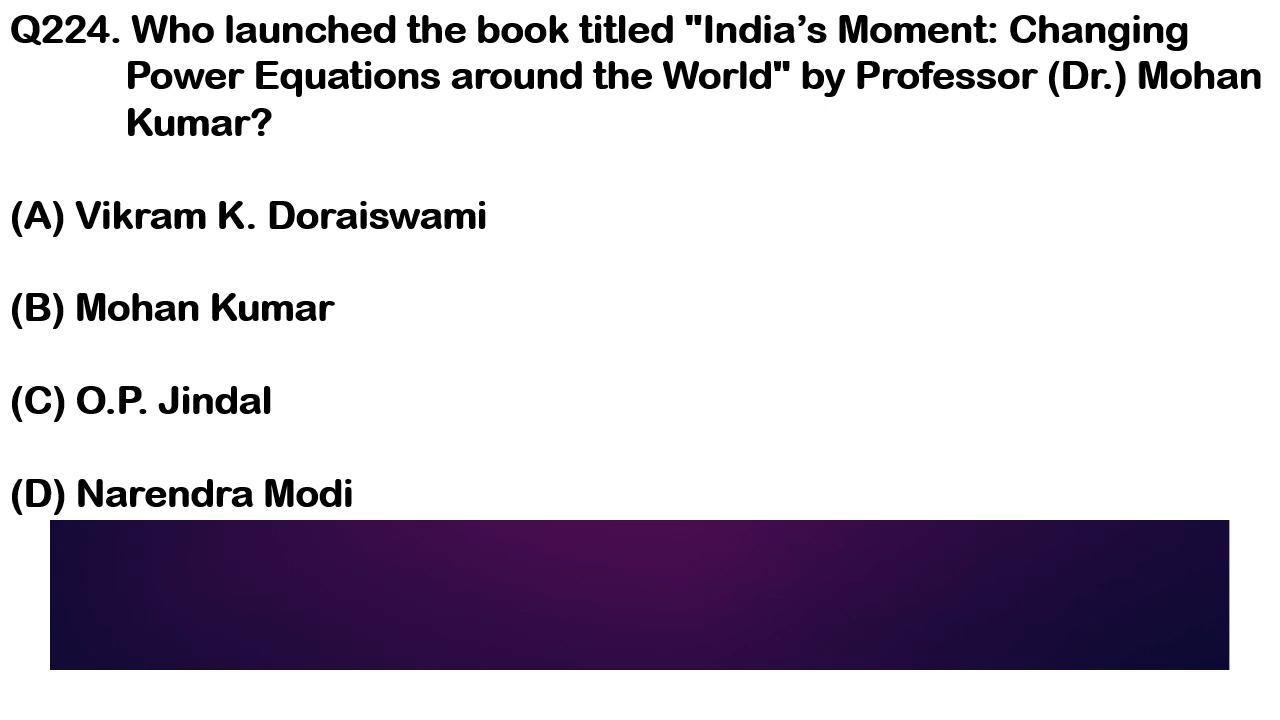 Q224. Who launched the book titled "India’s Moment: Changing
Power Equations around the World" by Professor (Dr.) Mohan
Kumar?
(A) Vikram K. Doraiswami
(B) Mohan Kumar
(C) O.P. Jindal
(D) Narendra Modi